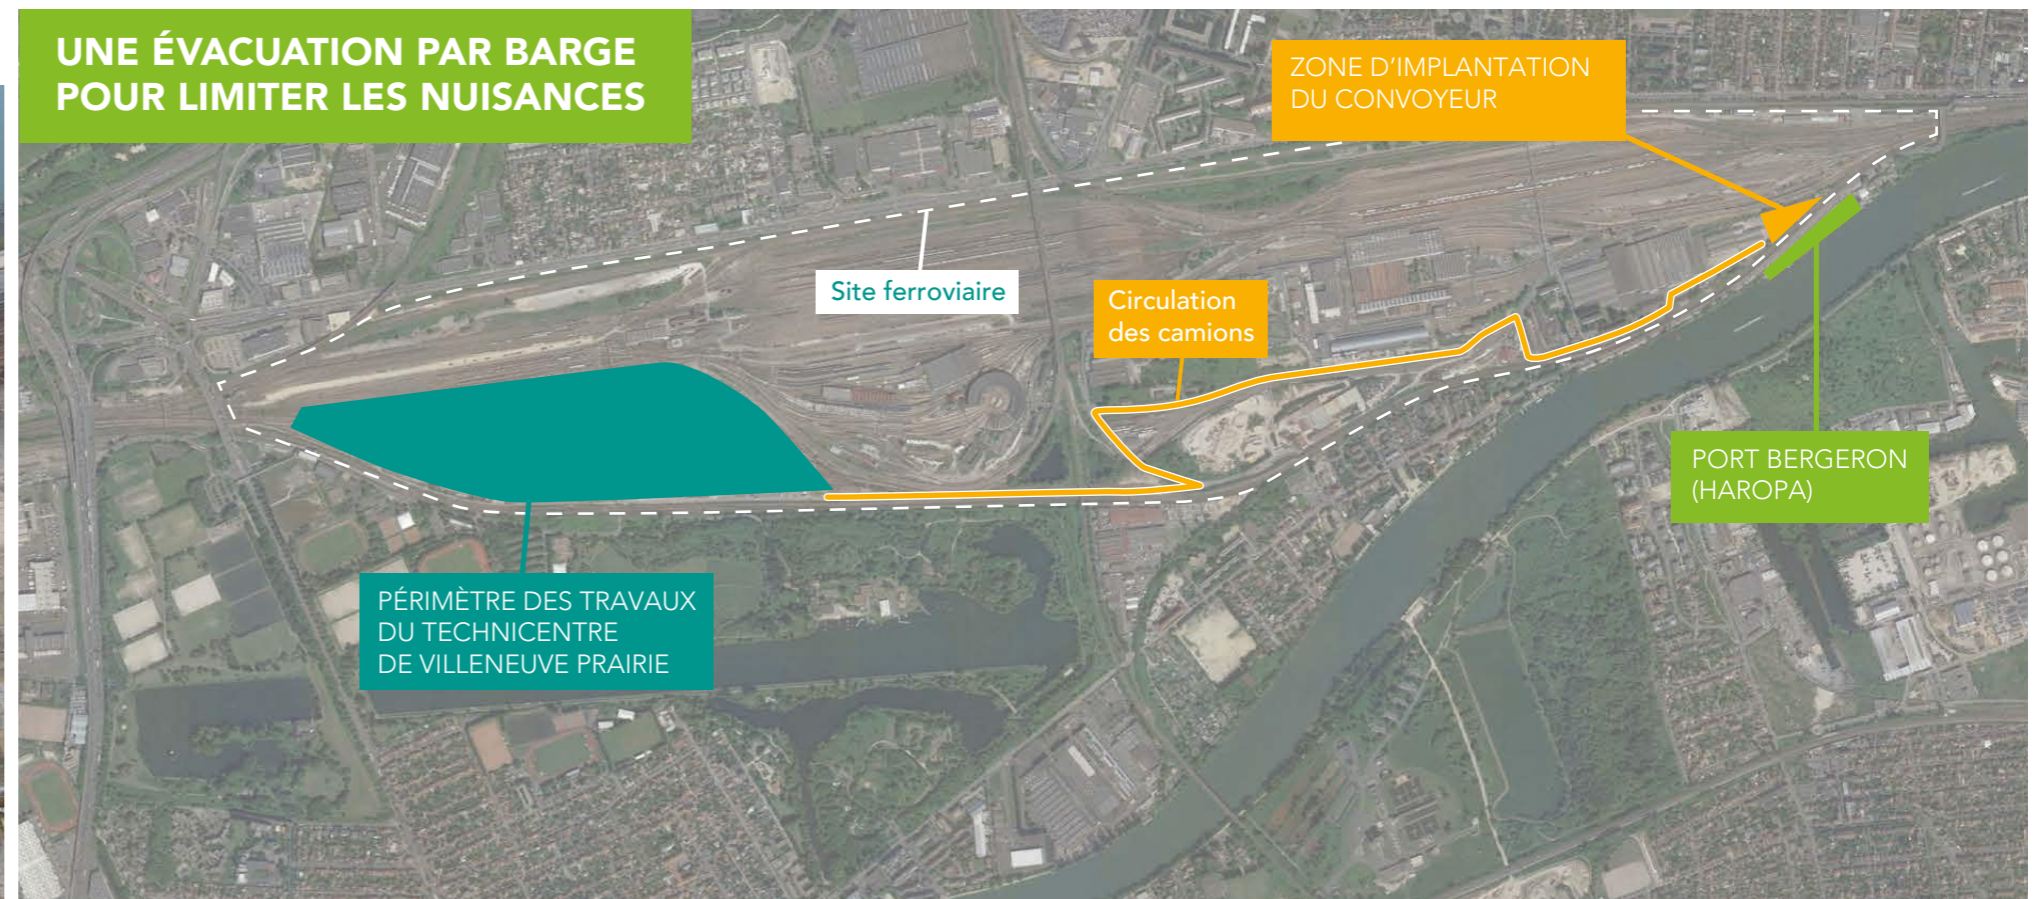 UNE ÉVACUATION PAR BARGE
POUR LIMITER LES NUISANCES
ZONE D'IMPLANTATION
DU CONVOYEUR
Site ferroviaire
Circulation
des camions
PORT BERGERON
(HAROPA)
PÉRIMÈTRE DES TRAVAUX
DU TECHNICENTRE
DE VILLENEUVE PRAIRIE